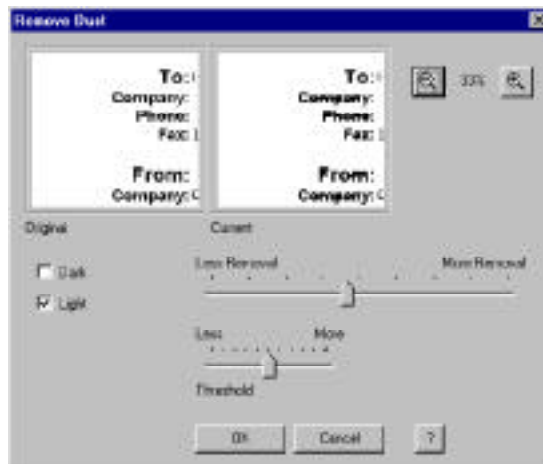 Remove Dust
To:
Company:
Phone:
Fax:
From:
Company: C
To:
Company:
Phone:
Fax:
From:
Company: C
33%
Original
Current
Dark
Light
Less Removal
More Removal
Less
More
Threshold
OK
Cancel
?